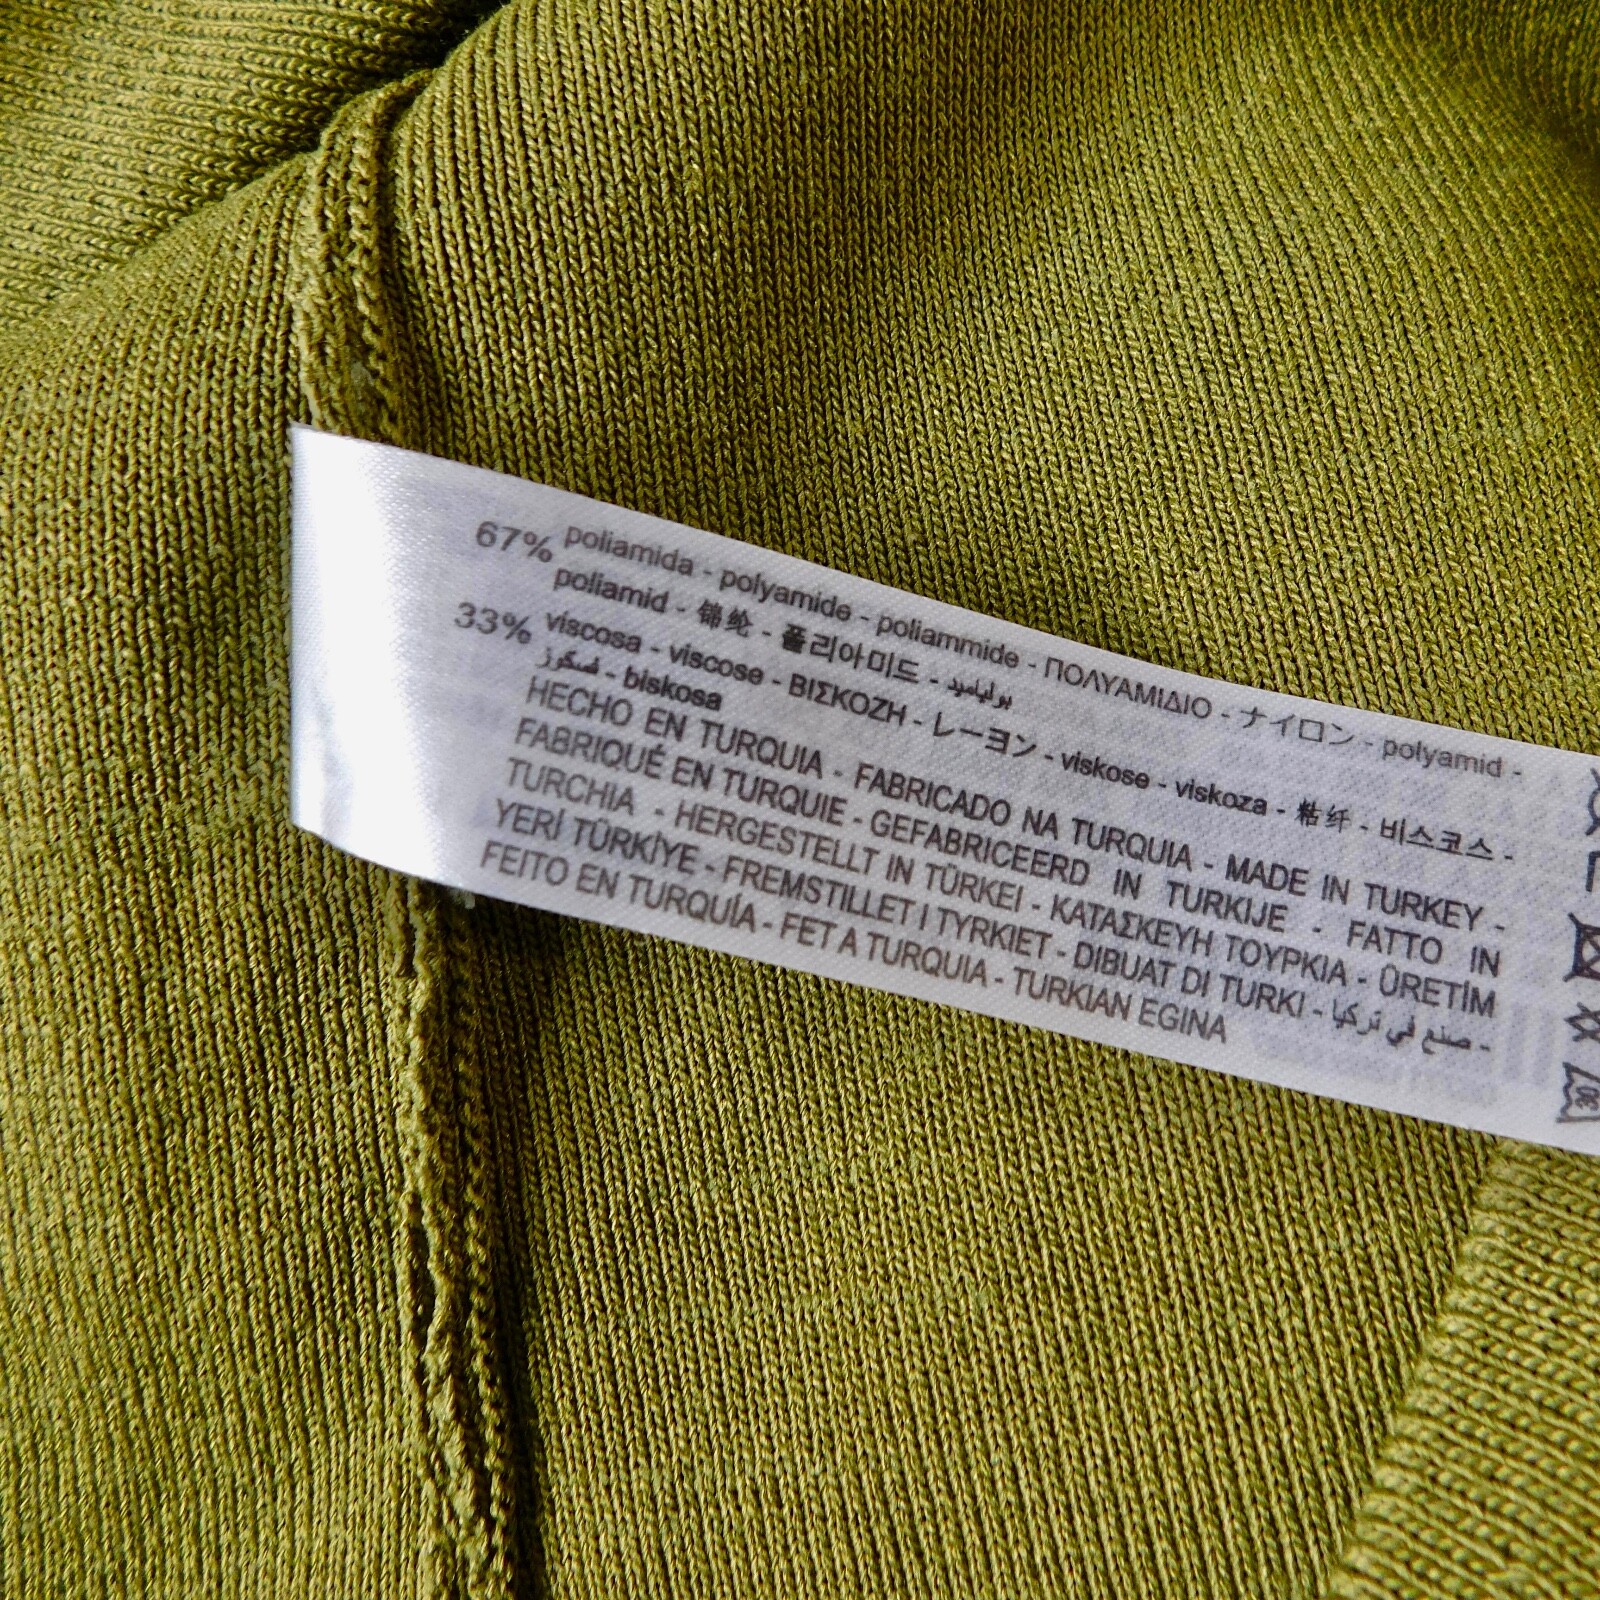 67% poliamida - polyamide - poliammide - ΠΟΛΥΑΜΙΔΙΟ - ナイロン - polyamid -
poliamid - 锦纶 - 폴리아미드 - بولياميد
33% viscosa - viscose - ΒΙΣΚΟΖΗ - レーヨン - viskose - viskoza - 粘纤 - 비스코스 -
فسكوز - biskosa
HECHO EN TURQUIA - FABRICADO NA TURQUIA - MADE IN TURKEY -
FABRIQUÉ EN TURQUIE - GEFABRICEERD IN TURKIJE - FATTO IN
TURCHIA - HERGESTELLT IN TÜRKEI - ΚΑΤΑΣΚΕΥΗ ΤΟΥΡΚΙΑ - ÜRETİM
YERİ TÜRKİYE - FREMSTILLET I TYRKIET - DIBUAT DI TURKI - صنع في تركيا -
FEITO EN TURQUÍA - FET A TURQUIA - TURKIAN EGINA